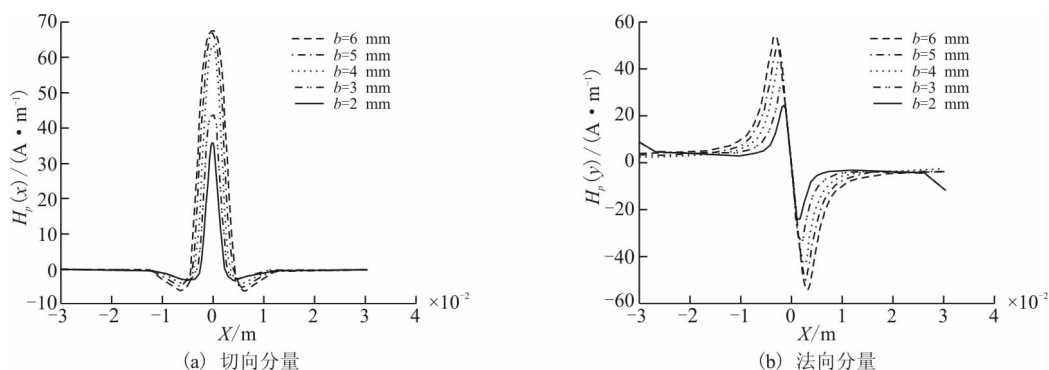 70
60
50
40
30
20
10
0
−10
−3
−2
−1
0
1
2
3
4
×10⁻²
H_p(x)/(A·m⁻¹)
X/m
b=6 mm
b=5 mm
b=4 mm
b=3 mm
b=2 mm
(a) 切向分量
60
40
20
0
−20
−40
−60
−3
−2
−1
0
1
2
3
4
×10⁻²
H_p(y)/(A·m⁻¹)
X/m
b=6 mm
b=5 mm
b=4 mm
b=3 mm
b=2 mm
(b) 法向分量